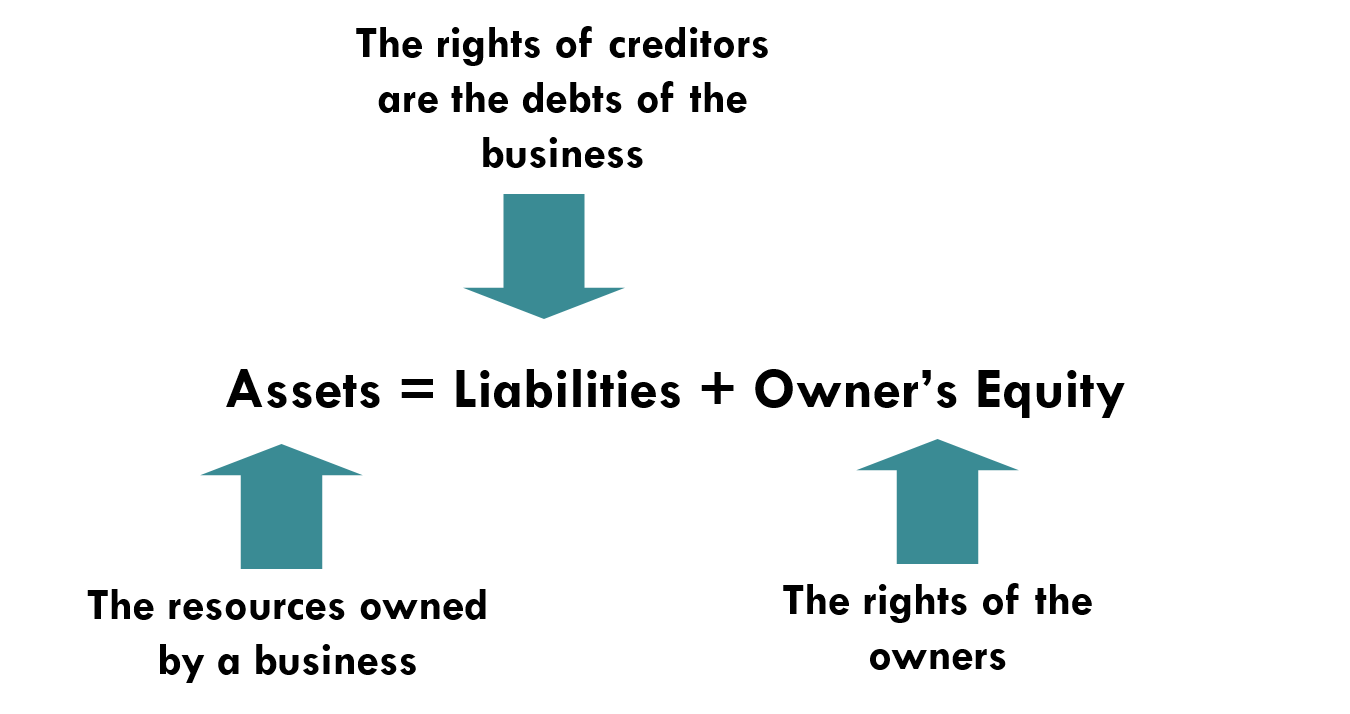 The rights of creditors
are the debts of the
business
Assets = Liabilities + Owner’s Equity
The resources owned
by a business
The rights of the
owners